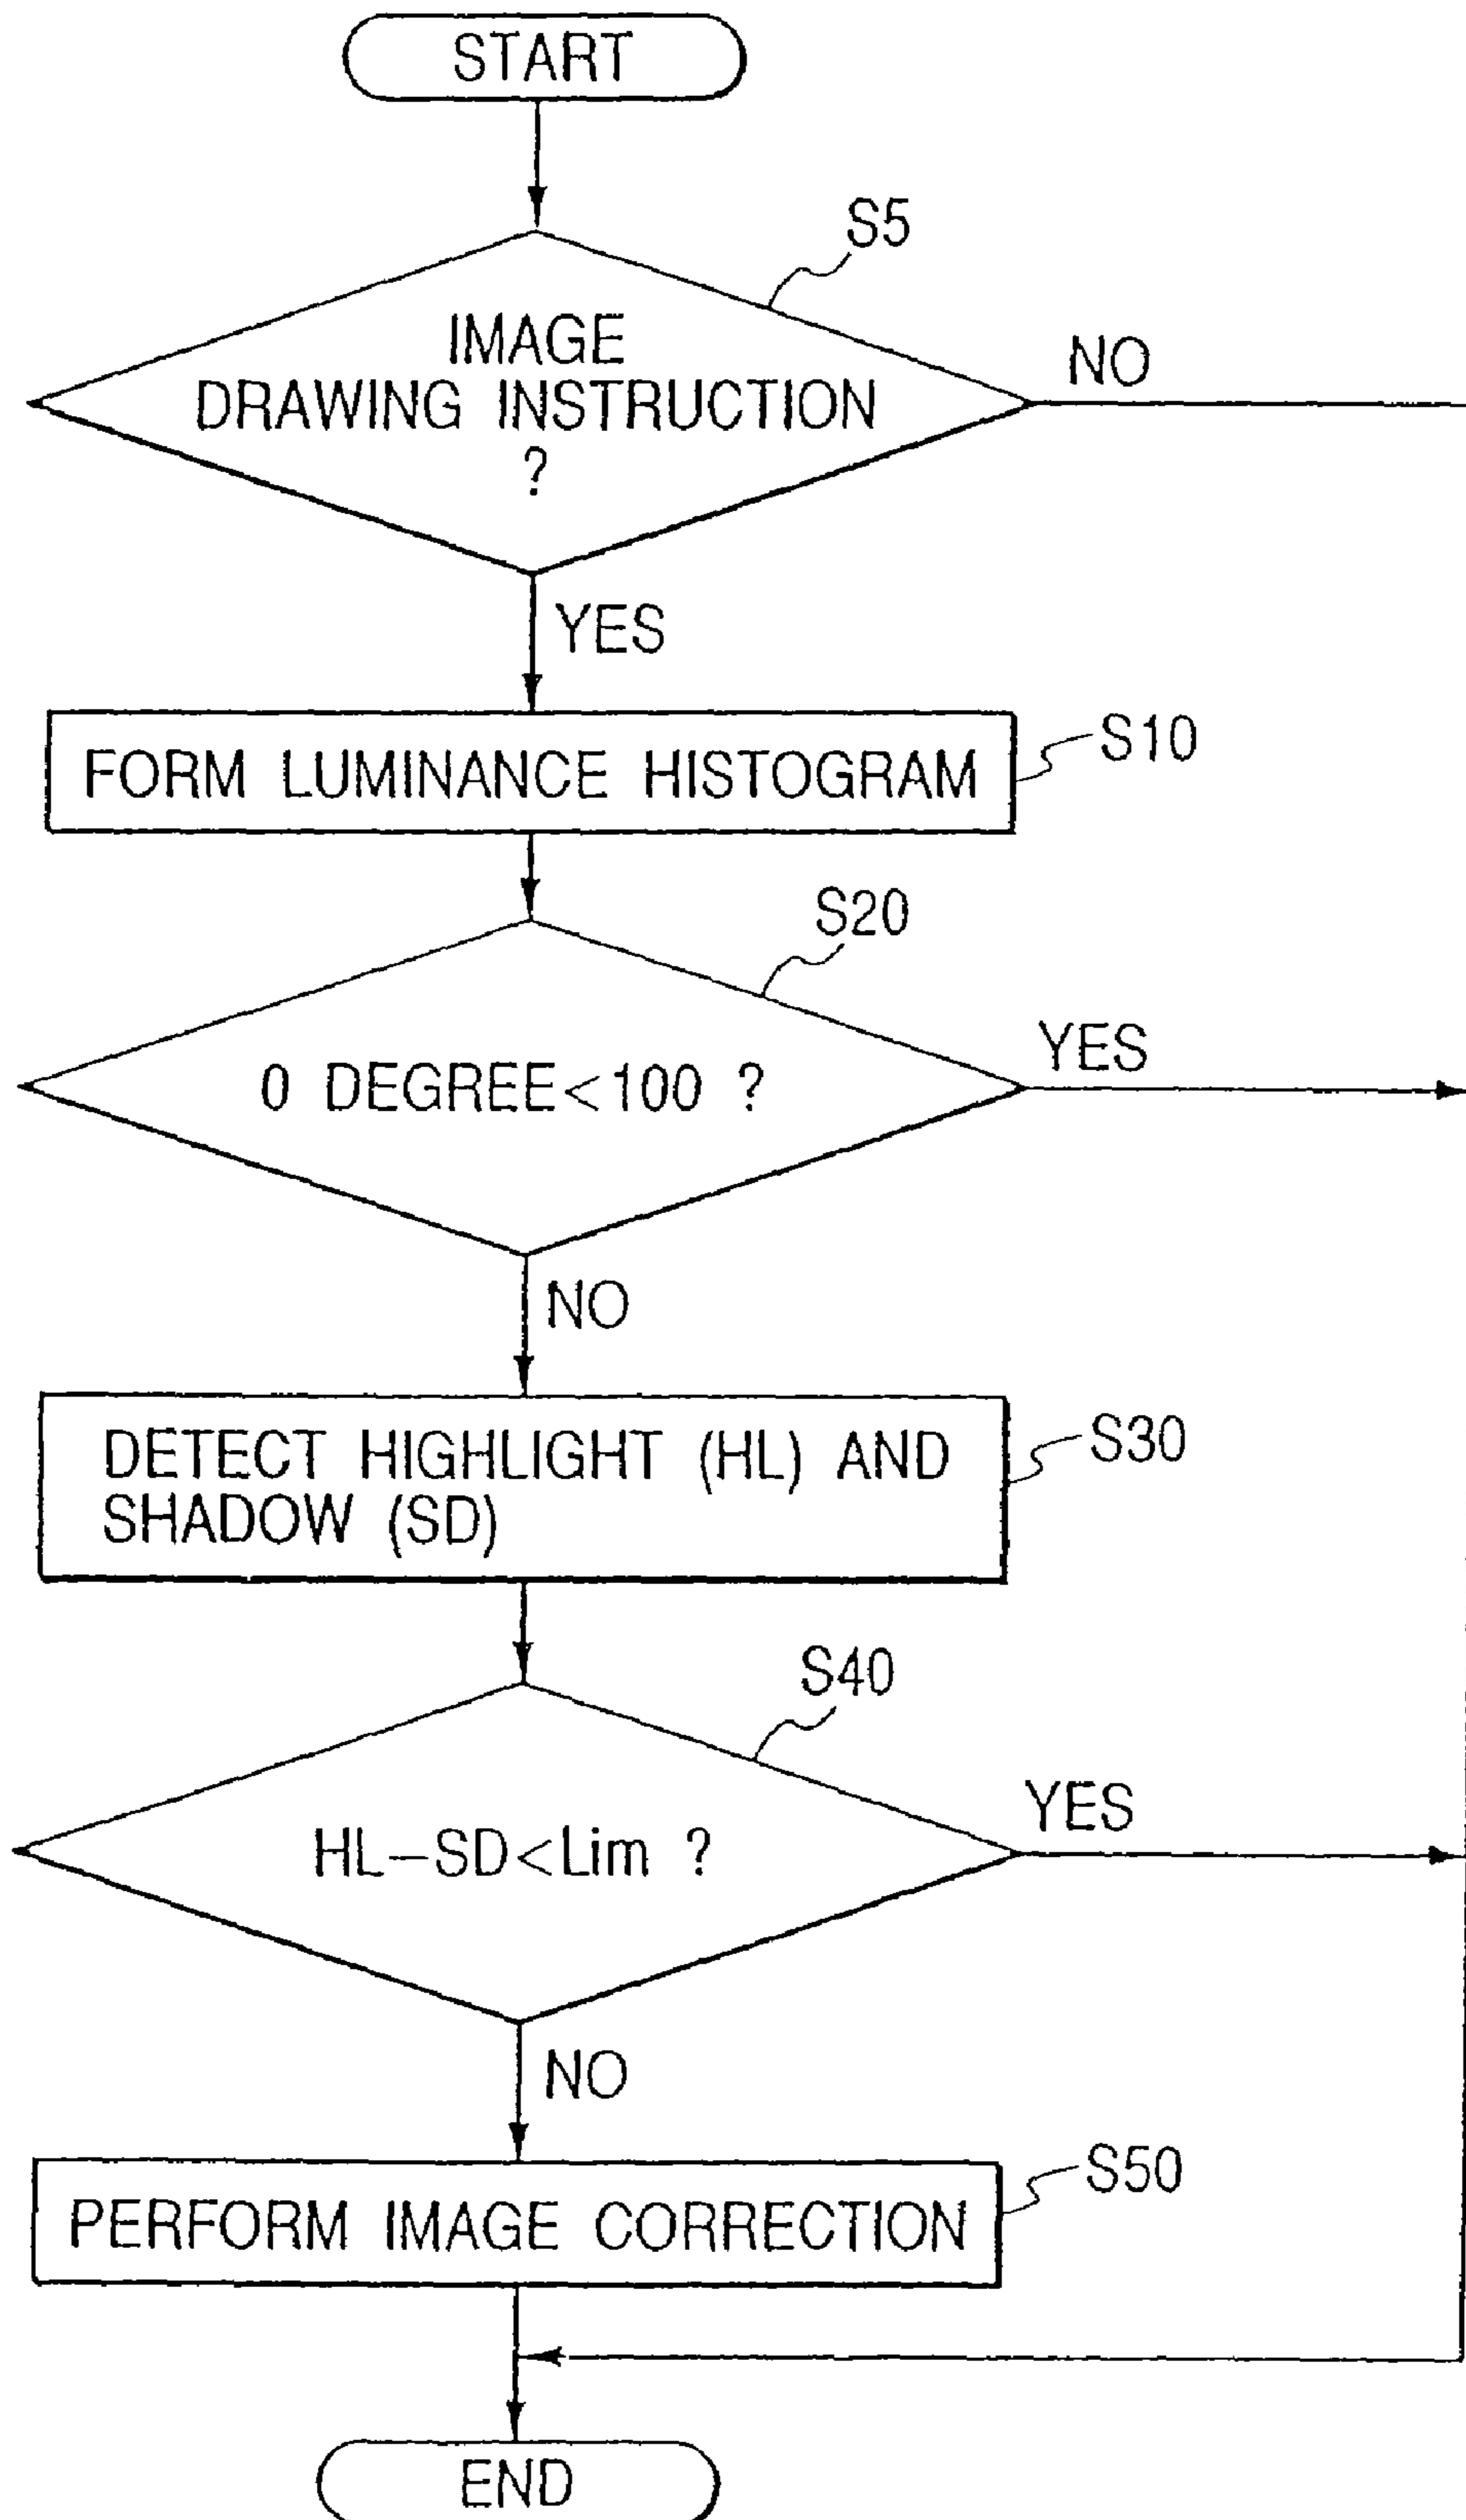 START
S5
IMAGE
DRAWING INSTRUCTION
?
NO
YES
FORM LUMINANCE HISTOGRAM
S10
S20
0 DEGREE<100 ?
YES
NO
DETECT HIGHLIGHT (HL) AND
SHADOW (SD)
S30
S40
HL−SD<Lim ?
YES
NO
PERFORM IMAGE CORRECTION
S50
END